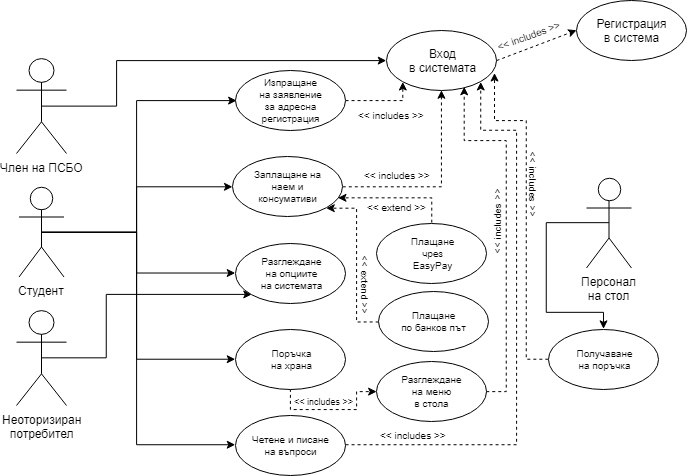 Регистрация
в система
<< includes >>
Вход
в системата
Изпращане
на заявление
за адресна
регистрация
<< includes >>
Член на ПСБО
Заплащане на
наем и
консумативи
<< includes >>
<< includes >>
<< includes >>
<< extend >>
Студент
Плащане
чрез
EasyPay
Разглеждане
на опциите
на системата
<< extend >>
Персонал
на стол
Плащане
по банков път
Неоторизиран
потребител
Поръчка
на храна
Получаване
на поръчка
Разглеждане
на меню
в стола
<< includes >>
Четене и писане
на въпроси
<< includes >>